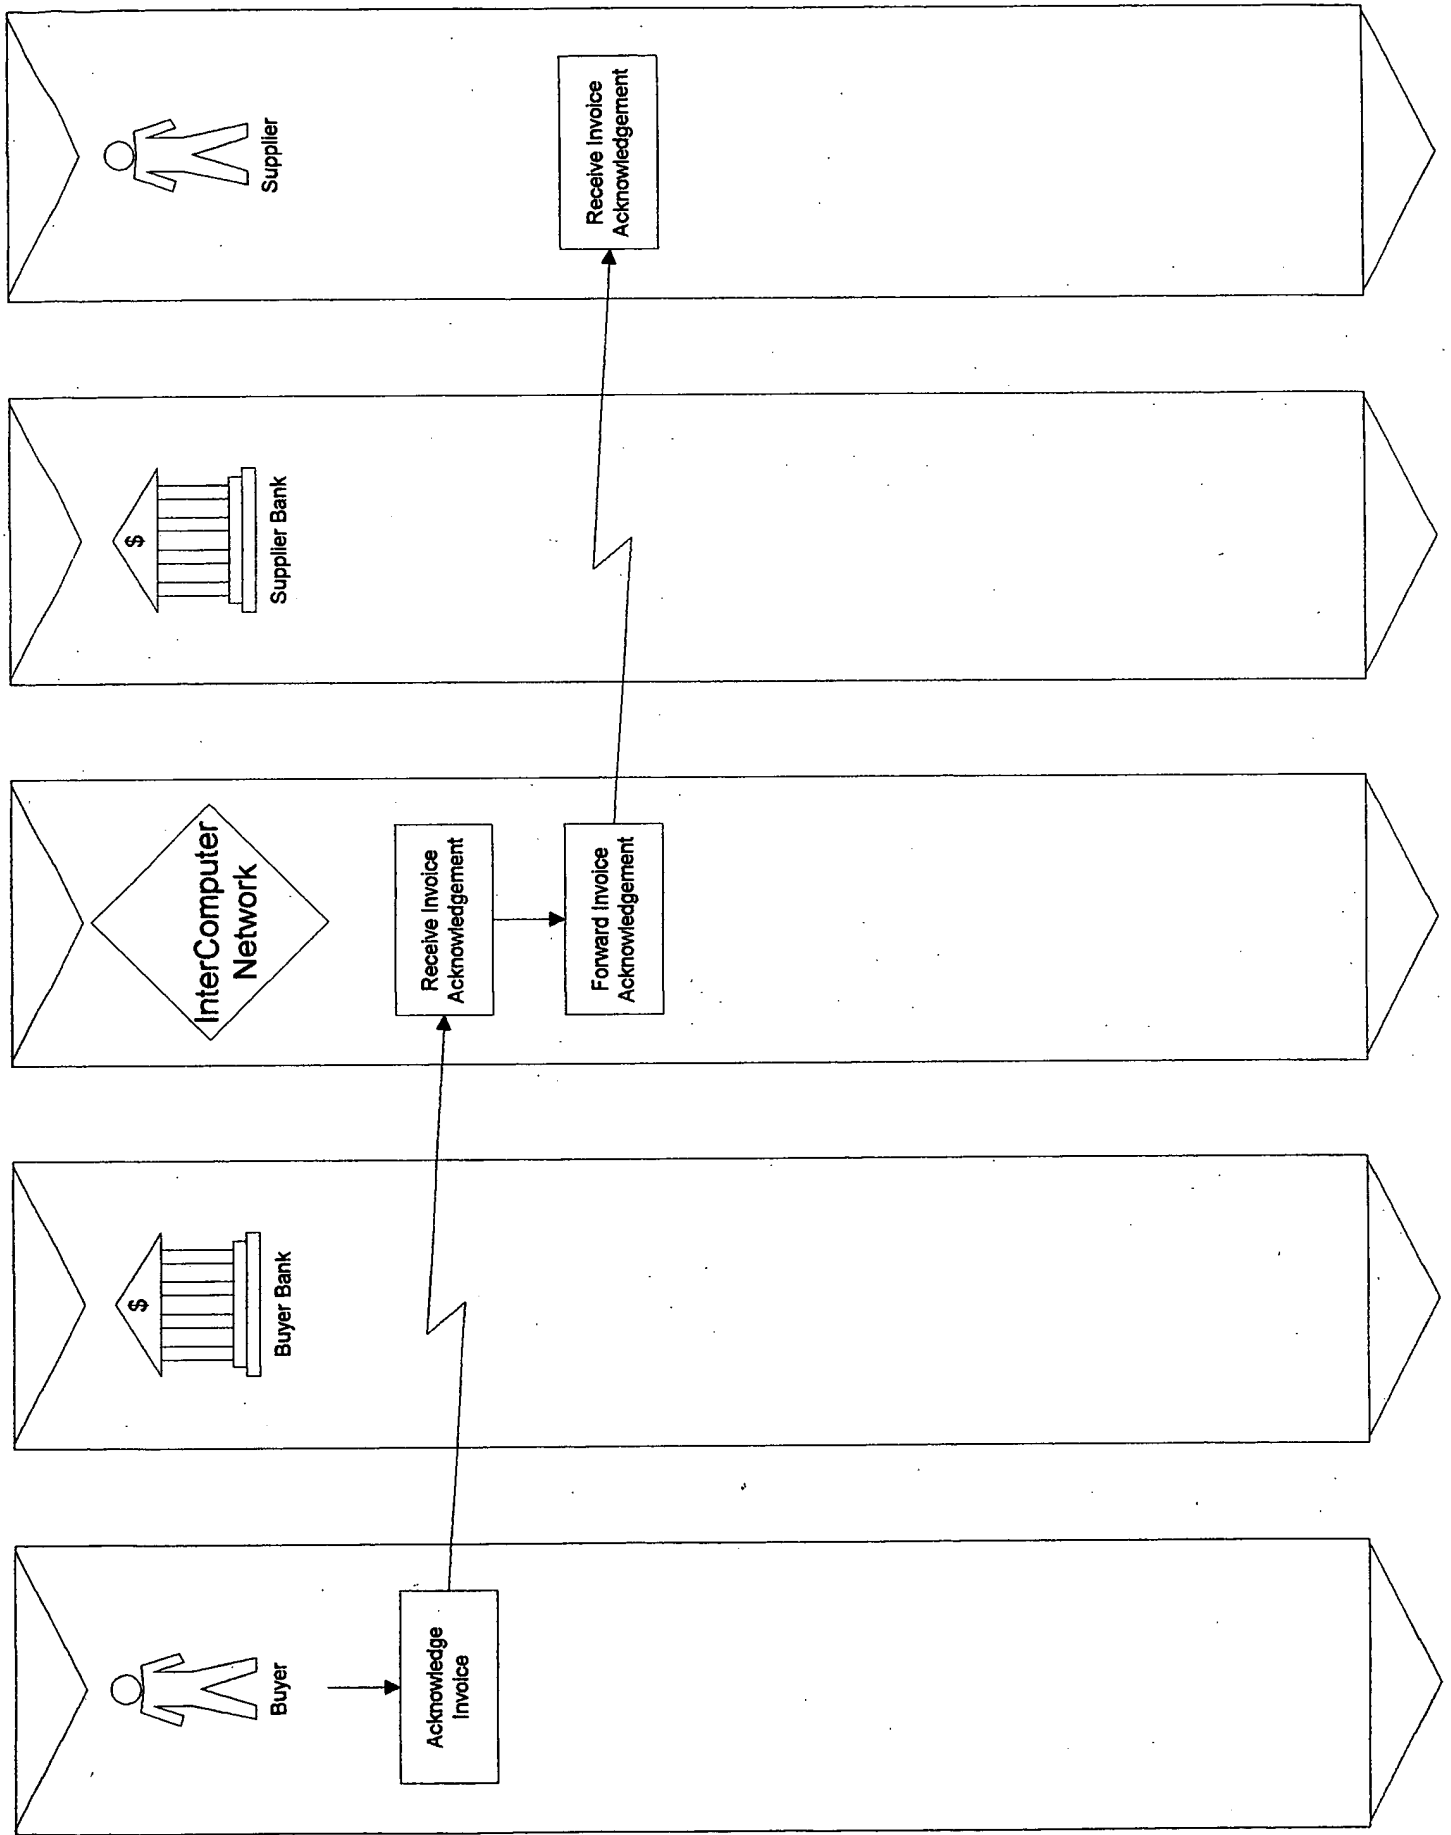 Buyer
Acknowledge
Invoice
$
Buyer Bank
InterComputer
Network
Receive Invoice
Acknowledgement
Forward Invoice
Acknowledgement
$
Supplier Bank
Supplier
Receive Invoice
Acknowledgement